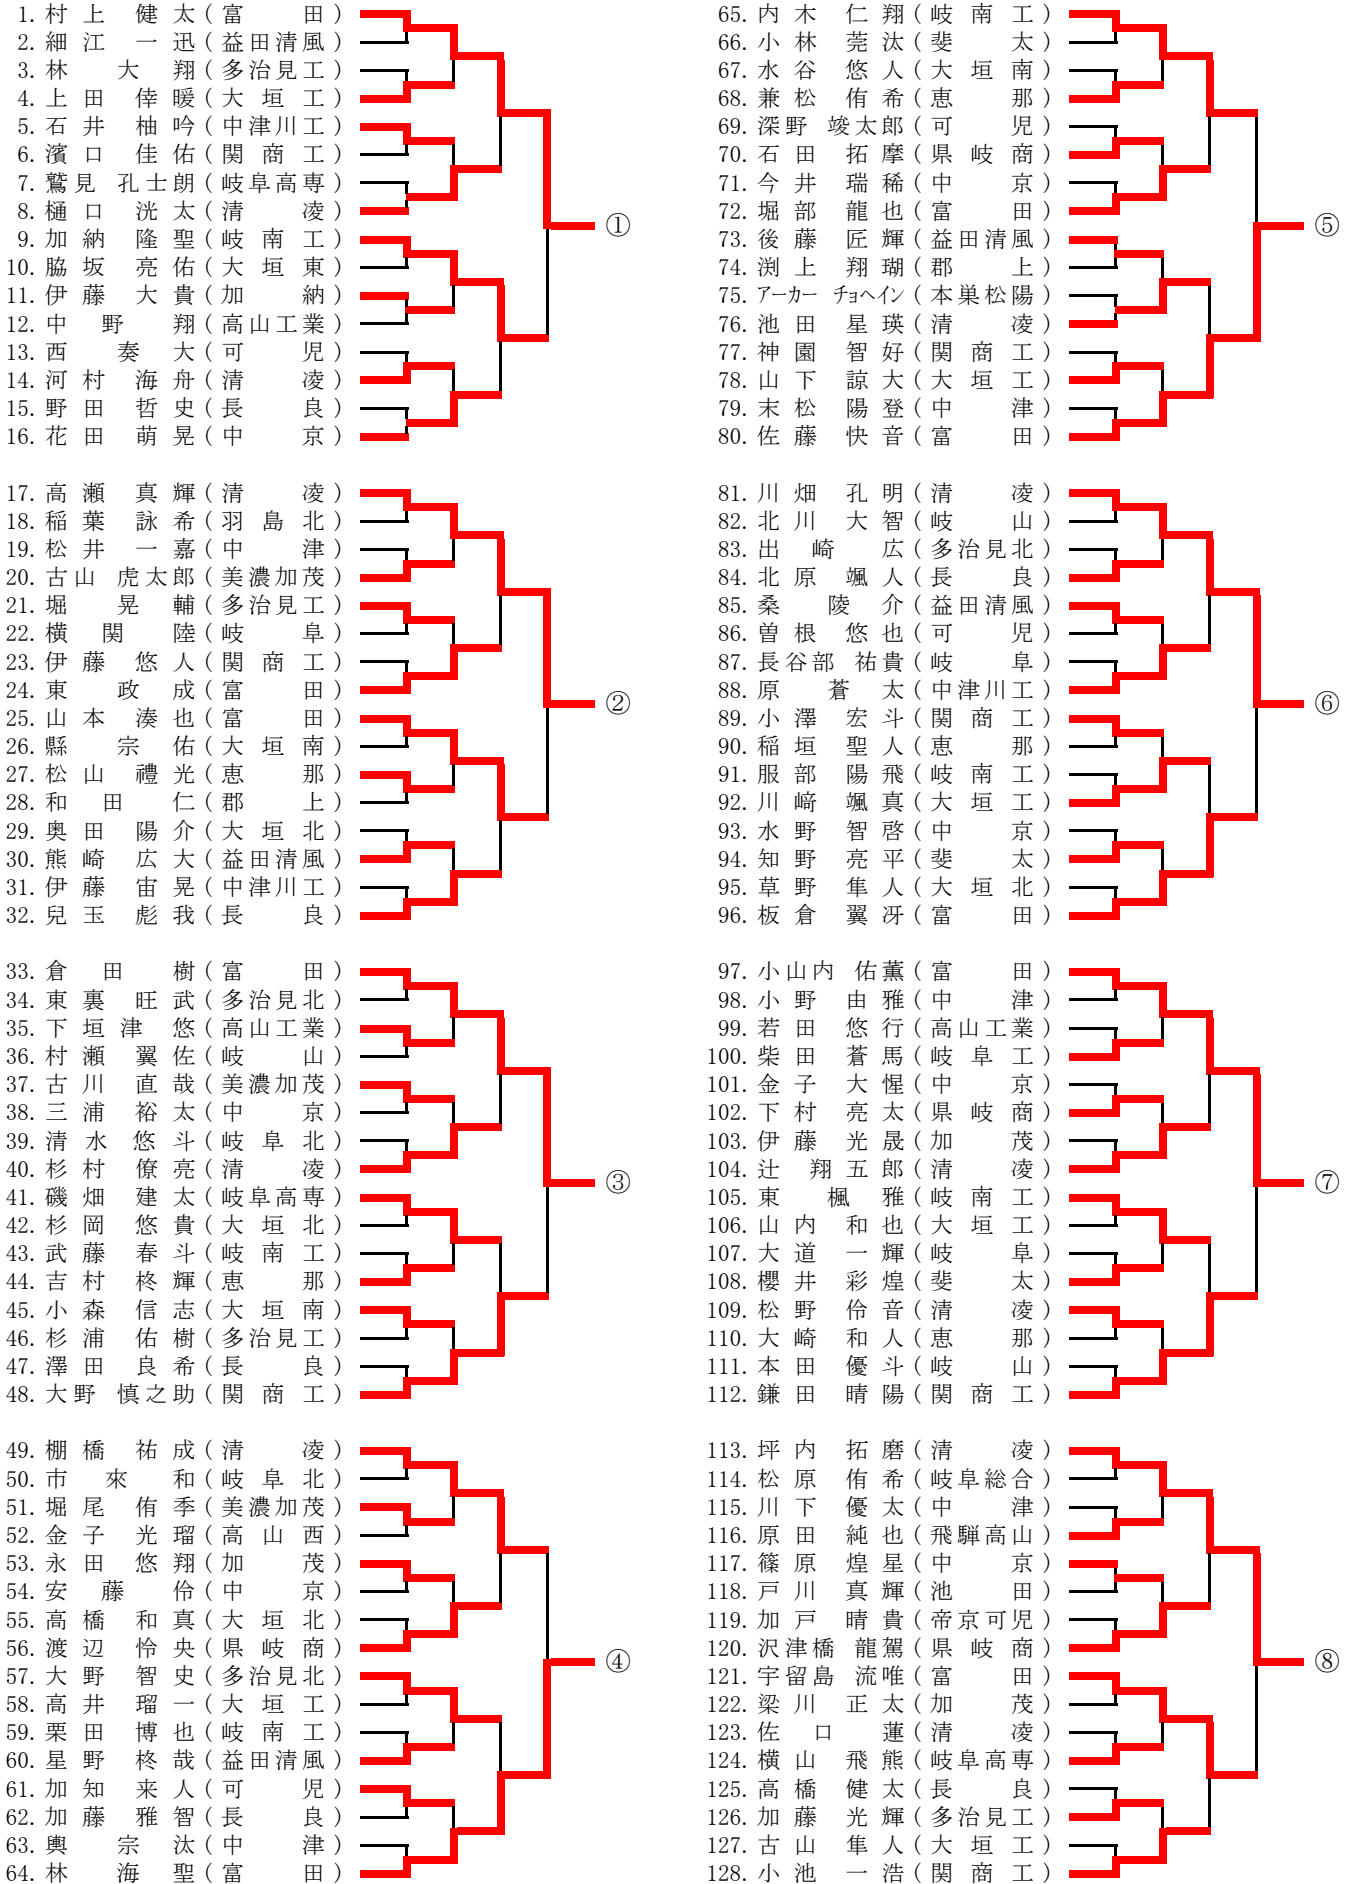 1. 村上 健太 (富田)
2. 細江 一迅 (益田清風)
3. 林 大翔 (多治見工)
4. 上田 倖暖 (大垣工)
5. 石井 柚吟 (中津川工)
6. 濱口 佳佑 (関商工)
7. 鷲見 孔士朗 (岐阜高専)
8. 樋口 洸太 (清凌)
9. 加納 隆聖 (岐南工)
10. 脇坂 亮佑 (大垣東)
11. 伊藤 大貴 (加納)
12. 中野 翔 (高山工業)
13. 西 奏大 (可児)
14. 河村 海舟 (清凌)
15. 野田 哲史 (長良)
16. 花田 萌晃 (中京)
①
17. 高瀬 真輝 (清凌)
18. 稲葉 詠希 (羽島北)
19. 松井 一嘉 (中津)
20. 古山 虎太郎 (美濃加茂)
21. 堀 晃輔 (多治見工)
22. 横関 陸 (岐阜)
23. 伊藤 悠人 (関商工)
24. 東 政成 (富田)
25. 山本 湊也 (富田)
26. 縣 宗佑 (大垣南)
27. 松山 禮光 (恵那)
28. 和田 仁 (郡上)
29. 奥田 陽介 (大垣北)
30. 熊崎 広大 (益田清風)
31. 伊藤 宙晃 (中津川工)
32. 兒玉 彪我 (長良)
②
33. 倉田 樹 (富田)
34. 東裏 旺武 (多治見北)
35. 下垣津 悠 (高山工業)
36. 村瀬 翼佐 (岐山)
37. 古川 直哉 (美濃加茂)
38. 三浦 裕太 (中京)
39. 清水 悠斗 (岐阜北)
40. 杉村 僚亮 (清凌)
41. 磯畑 建太 (岐阜高専)
42. 杉岡 悠貴 (大垣北)
43. 武藤 春斗 (岐南工)
44. 吉村 柊輝 (恵那)
45. 小森 信志 (大垣南)
46. 杉浦 佑樹 (多治見工)
47. 澤田 良希 (長良)
48. 大野 慎之助 (関商工)
③
49. 棚橋 祐成 (清凌)
50. 市來 和 (岐阜北)
51. 堀尾 侑季 (美濃加茂)
52. 金子 光瑠 (高山西)
53. 永田 悠翔 (加茂)
54. 安藤 伶 (中京)
55. 高橋 和真 (大垣北)
56. 渡辺 怜央 (県岐商)
57. 大野 智史 (多治見北)
58. 高井 瑠一 (大垣工)
59. 栗田 博也 (岐南工)
60. 星野 柊哉 (益田清風)
61. 加知 来人 (可児)
62. 加藤 雅智 (長良)
63. 輿 宗汰 (中津)
64. 林 海聖 (富田)
④
65. 内木 仁翔 (岐南工)
66. 小林 莞汰 (斐太)
67. 水谷 悠人 (大垣南)
68. 兼松 侑希 (恵那)
69. 深野 竣太郎 (可児)
70. 石田 拓摩 (県岐商)
71. 今井 瑞稀 (中京)
72. 堀部 龍也 (富田)
73. 後藤 匠輝 (益田清風)
74. 渕上 翔瑚 (郡上)
75. アーカー チョヘイン (本巣松陽)
76. 池田 星瑛 (清凌)
77. 神園 智好 (関商工)
78. 山下 諒大 (大垣工)
79. 末松 陽登 (中津)
80. 佐藤 快音 (富田)
⑤
81. 川畑 孔明 (清凌)
82. 北川 大智 (岐山)
83. 出崎 広 (多治見北)
84. 北原 颯人 (長良)
85. 桑 陵介 (益田清風)
86. 曽根 悠也 (可児)
87. 長谷部 祐貴 (岐阜)
88. 原 蒼太 (中津川工)
89. 小澤 宏斗 (関商工)
90. 稲垣 聖人 (恵那)
91. 服部 陽飛 (岐南工)
92. 川﨑 颯真 (大垣工)
93. 水野 智啓 (中京)
94. 知野 亮平 (斐太)
95. 草野 隼人 (大垣北)
96. 板倉 翼冴 (富田)
⑥
97. 小山内 佑薫 (富田)
98. 小野 由雅 (中津)
99. 若田 悠行 (高山工業)
100. 柴田 蒼馬 (岐阜工)
101. 金子 大惺 (中京)
102. 下村 亮太 (県岐商)
103. 伊藤 光晟 (加茂)
104. 辻 翔五郎 (清凌)
105. 東 楓雅 (岐南工)
106. 山内 和也 (大垣工)
107. 大道 一輝 (岐阜)
108. 櫻井 彩煌 (斐太)
109. 松野 伶音 (清凌)
110. 大崎 和人 (恵那)
111. 本田 優斗 (岐山)
112. 鎌田 晴陽 (関商工)
⑦
113. 坪内 拓磨 (清凌)
114. 松原 侑希 (岐阜総合)
115. 川下 優太 (中津)
116. 原田 純也 (飛騨高山)
117. 篠原 煌星 (中京)
118. 戸川 真輝 (池田)
119. 加戸 晴貴 (帝京可児)
120. 沢津橋 龍駕 (県岐商)
121. 宇留島 流唯 (富田)
122. 梁川 正太 (加茂)
123. 佐口 蓮 (清凌)
124. 横山 飛熊 (岐阜高専)
125. 高橋 健太 (長良)
126. 加藤 光輝 (多治見工)
127. 古山 隼人 (大垣工)
128. 小池 一浩 (関商工)
⑧